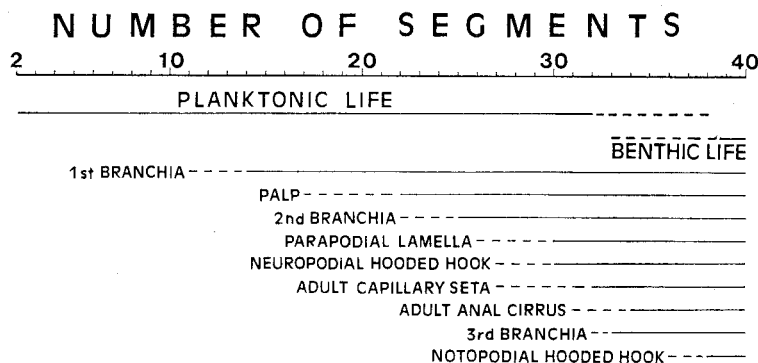 NUMBER OF SEGMENTS
2 10 20 30 40
PLANKTONIC LIFE
BENTHIC LIFE
1st BRANCHIA
PALP
2nd BRANCHIA
PARAPODIAL LAMELLA
NEUROPODIAL HOODED HOOK
ADULT CAPILLARY SETA
ADULT ANAL CIRRUS
3rd BRANCHIA
NOTOPODIAL HOODED HOOK